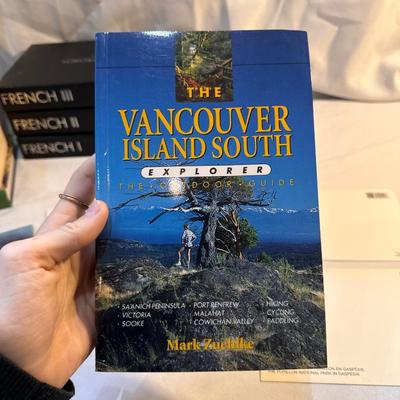 FRENCH III
FRENCH II
FRENCH I
THE
VANCOUVER
ISLAND SOUTH
EXPLORER
THE • OUTDOOR • GUIDE
• SAANICH PENINSULA
• VICTORIA
• SOOKE
• PORT RENFREW
• MALAHAT
• COWICHAN VALLEY
• HIKING
• CYCLING
• PADDLING
Mark Zuehlke